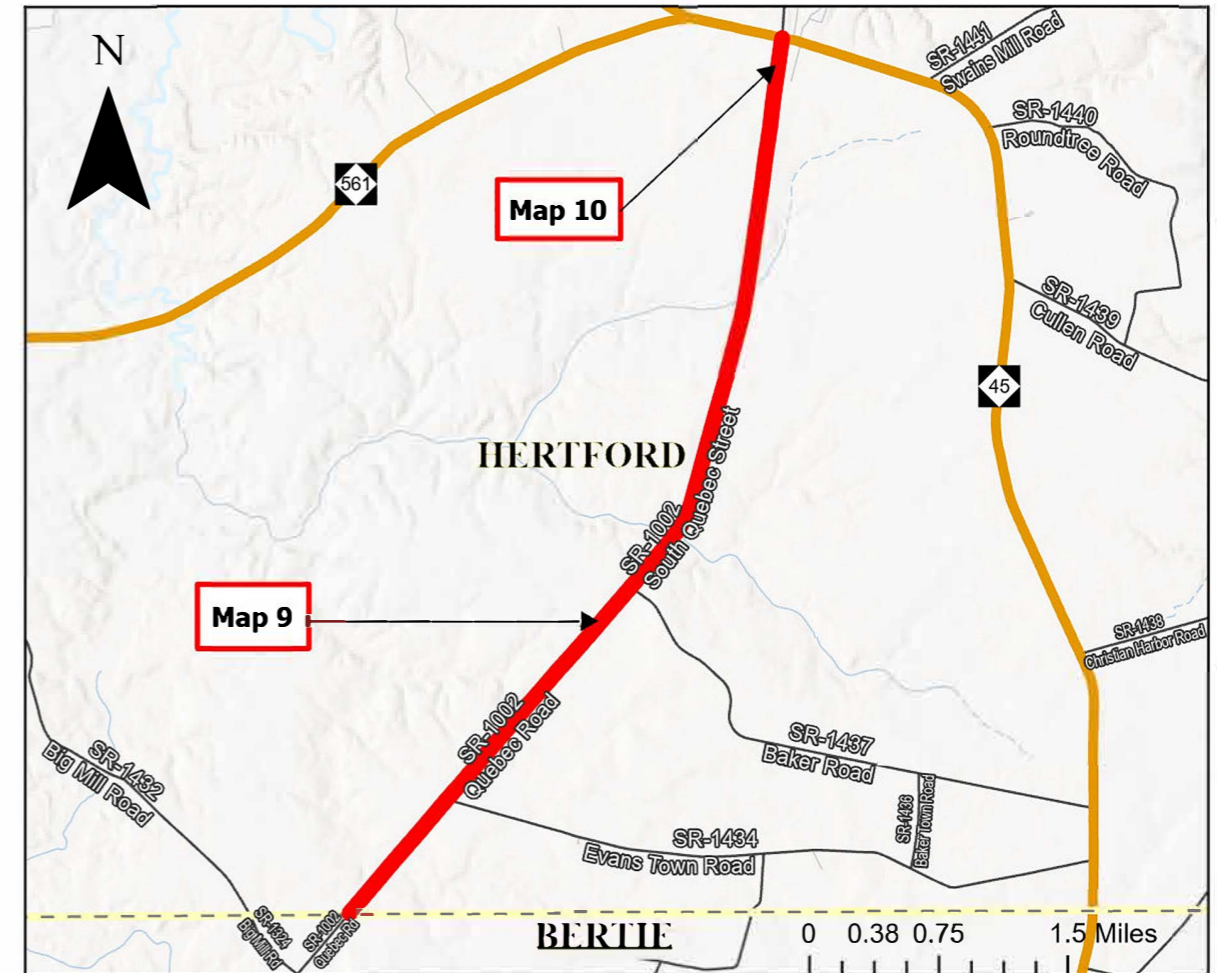 N
SR-1441
Swains Mill Road
SR-1440
Roundtree Road
561
Map 10
SR-1439
Cullen Road
45
HERTFORD
SR-1002
South Quebec Street
Map 9
SR-1438
Christian Harbor Road
SR-1002
Quebec Road
SR-1437
Baker Road
SR-1432
Big Mill Road
SR-1436
Baker Town Road
SR-1434
Evans Town Road
SR-1324
Big Mill Rd
SR-1002
Quebec Rd
BERTIE
0 0.38 0.75 1.5 Miles